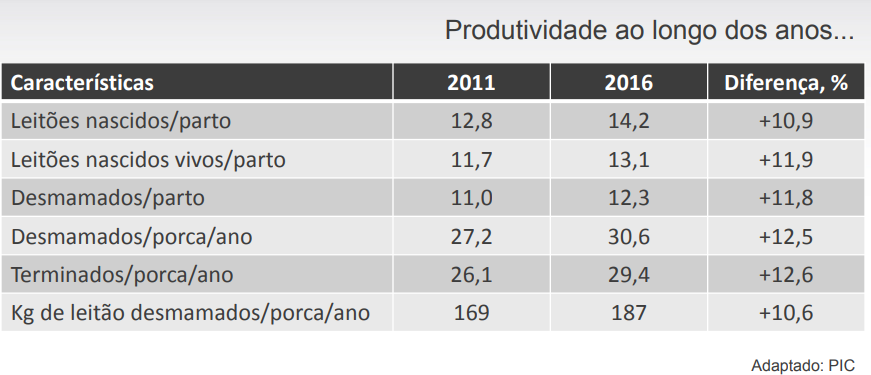 Produtividade ao longo dos anos...
Características 2011 2016 Diferença, %
Leitões nascidos/parto 12,8 14,2 +10,9
Leitões nascidos vivos/parto 11,7 13,1 +11,9
Desmamados/parto 11,0 12,3 +11,8
Desmamados/porca/ano 27,2 30,6 +12,5
Terminados/porca/ano 26,1 29,4 +12,6
Kg de leitão desmamados/porca/ano 169 187 +10,6
Adaptado: PIC